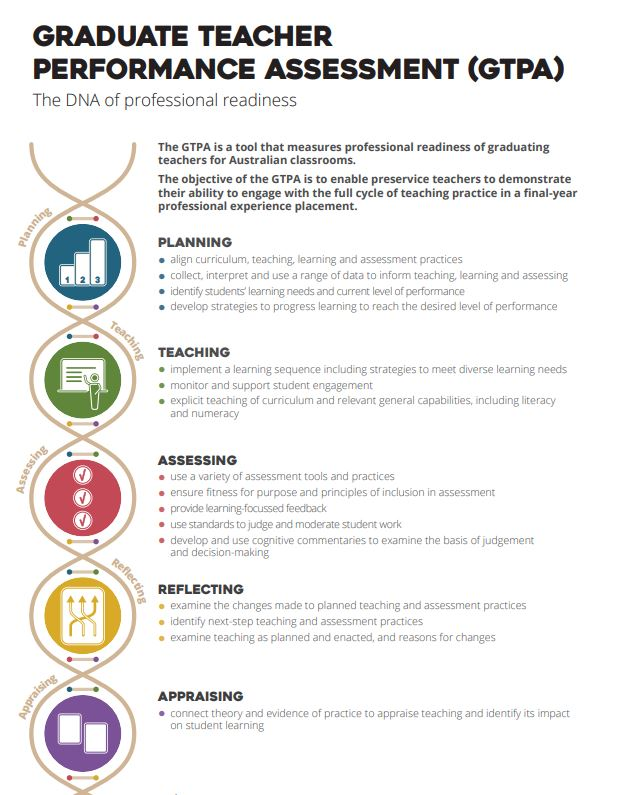 GRADUATE TEACHER
PERFORMANCE ASSESSMENT (GTPA)
The DNA of professional readiness
The GTPA is a tool that measures professional readiness of graduating
teachers for Australian classrooms.
The objective of the GTPA is to enable preservice teachers to demonstrate
their ability to engage with the full cycle of teaching practice in a final-year
professional experience placement.
Planning
1 2 3
PLANNING
• align curriculum, teaching, learning and assessment practices
• collect, interpret and use a range of data to inform teaching, learning and assessing
• identify students' learning needs and current level of performance
• develop strategies to progress learning to reach the desired level of performance
Teaching
TEACHING
• implement a learning sequence including strategies to meet diverse learning needs
• monitor and support student engagement
• explicit teaching of curriculum and relevant general capabilities, including literacy
and numeracy
Assessing
ASSESSING
• use a variety of assessment tools and practices
• ensure fitness for purpose and principles of inclusion in assessment
• provide learning-focussed feedback
• use standards to judge and moderate student work
• develop and use cognitive commentaries to examine the basis of judgement
and decision-making
Reflecting
REFLECTING
• examine the changes made to planned teaching and assessment practices
• identify next-step teaching and assessment practices
• examine teaching as planned and enacted, and reasons for changes
Appraising
APPRAISING
• connect theory and evidence of practice to appraise teaching and identify its impact
on student learning